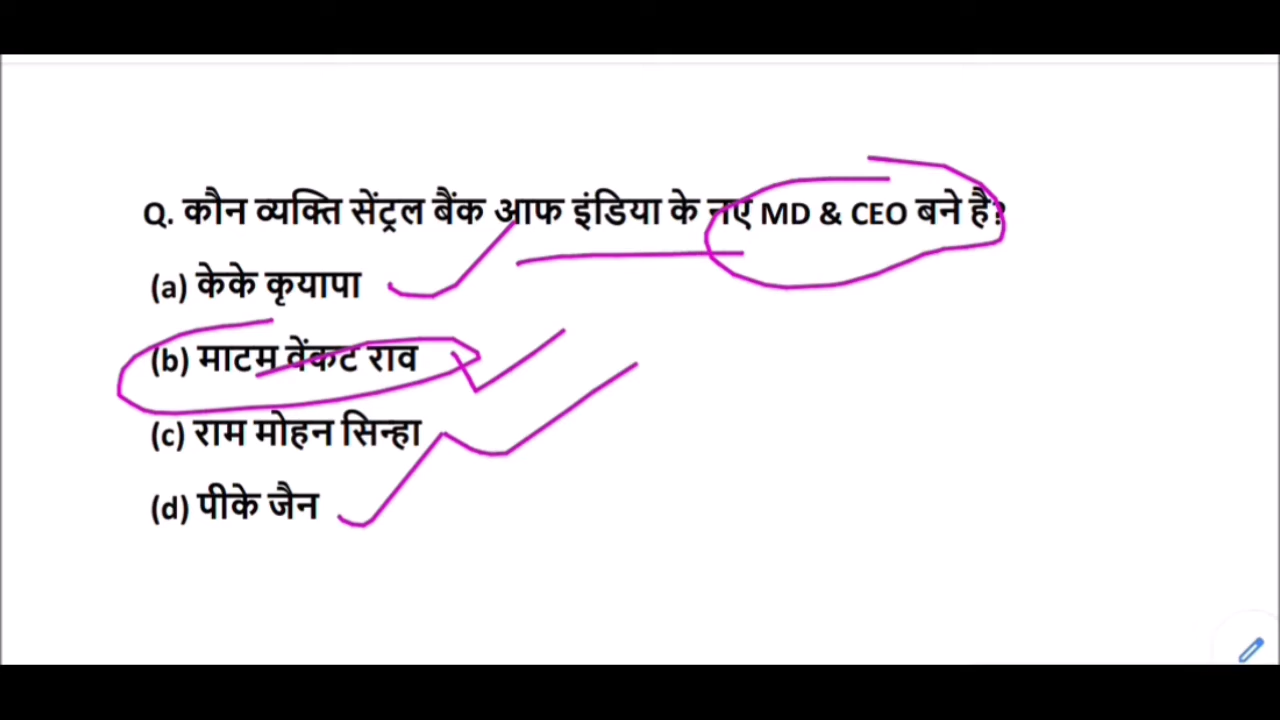 Q. कौन व्यक्ति सेंट्रल बैंक आफ इंडिया के नए MD & CEO बने है?
(a) केके कृयापा
(b) माटम वेंकट राव
(c) राम मोहन सिन्हा
(d) पीके जैन